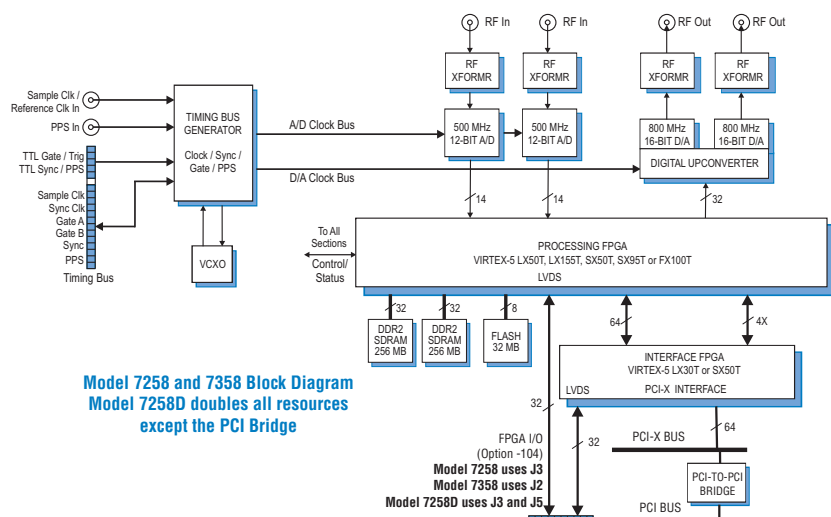 RF In
RF In
RF Out
RF Out
RF
XFORMR
RF
XFORMR
RF
XFORMR
RF
XFORMR
Sample Clk /
Reference Clk In
PPS In
TTL Gate / Trig
TTL Sync / PPS
Sample Clk
Sync Clk
Gate A
Gate B
Sync
PPS
Timing Bus
TIMING BUS
GENERATOR
Clock / Sync /
Gate / PPS
VCXO
A/D Clock Bus
D/A Clock Bus
500 MHz
12-BIT A/D
500 MHz
12-BIT A/D
800 MHz
16-BIT D/A
800 MHz
16-BIT D/A
DIGITAL UPCONVERTER
14
14
32
To All
Sections
Control/
Status
PROCESSING FPGA
VIRTEX-5 LX50T, LX155T, SX50T, SX95T or FX100T
LVDS
32
32
8
64
4X
DDR2
SDRAM
256 MB
DDR2
SDRAM
256 MB
FLASH
32 MB
INTERFACE FPGA
VIRTEX-5 LX30T or SX50T
LVDS
PCI-X INTERFACE
Model 7258 and 7358 Block Diagram
Model 7258D doubles all resources
except the PCI Bridge
32
32
64
FPGA I/O
(Option -104)
Model 7258 uses J3
Model 7358 uses J2
Model 7258D uses J3 and J5
PCI-X BUS
PCI-TO-PCI
BRIDGE
PCI BUS